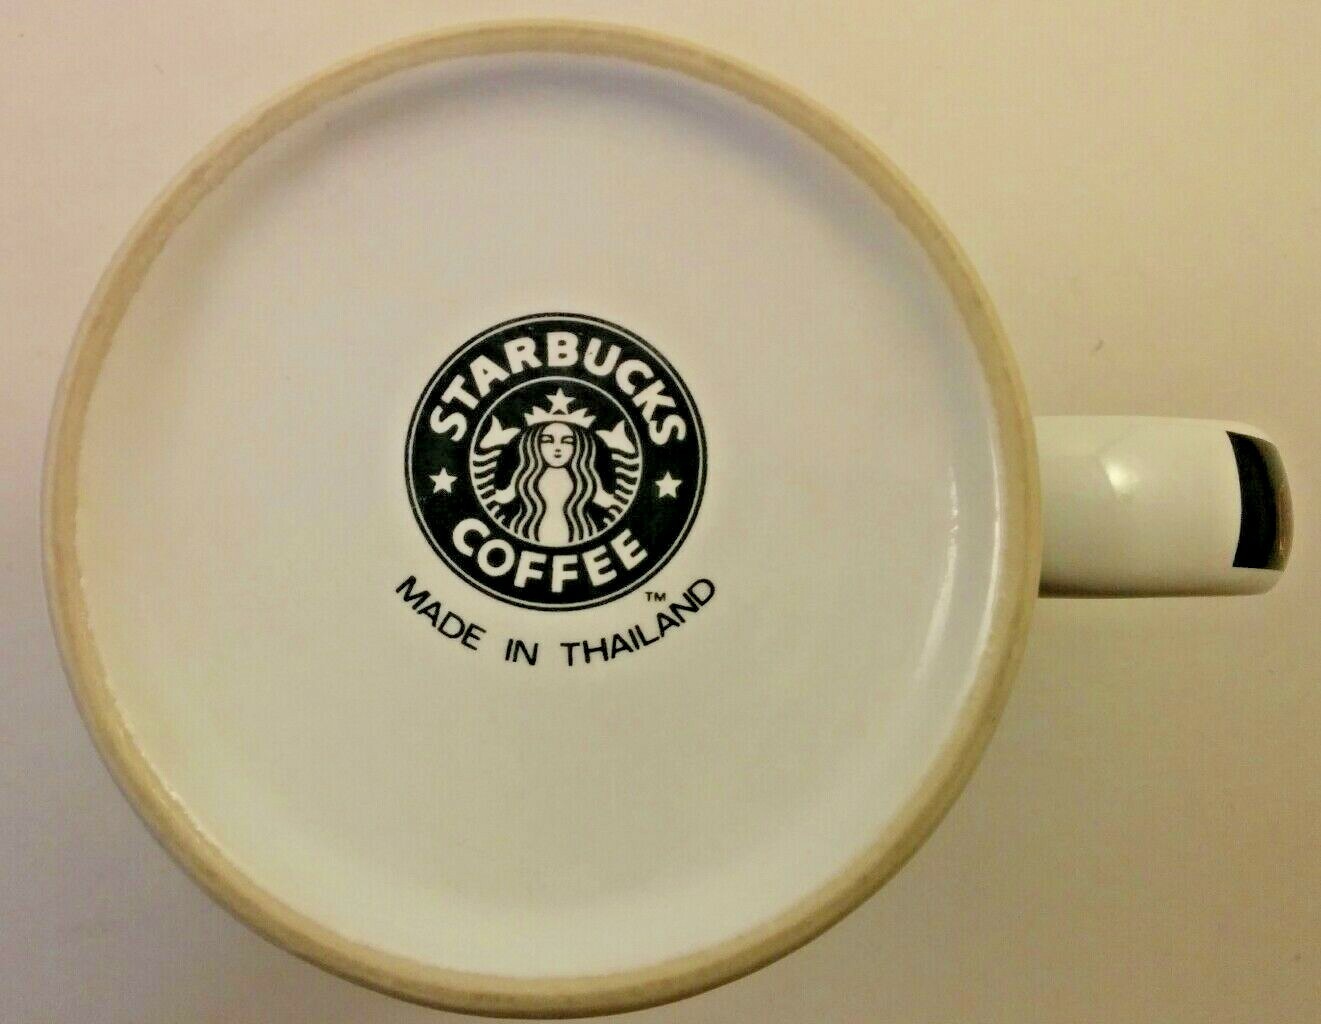 STARBUCKS
COFFEE
TM
MADE IN THAILAND